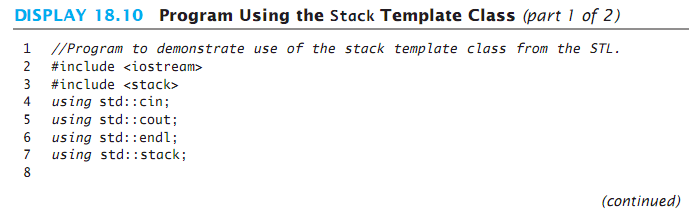 DISPLAY 18.10 Program Using the Stack Template Class (part 1 of 2)
1 //Program to demonstrate use of the stack template class from the STL.
2 #include <iostream>
3 #include <stack>
4 using std::cin;
5 using std::cout;
6 using std::endl;
7 using std::stack;
8
(continued)